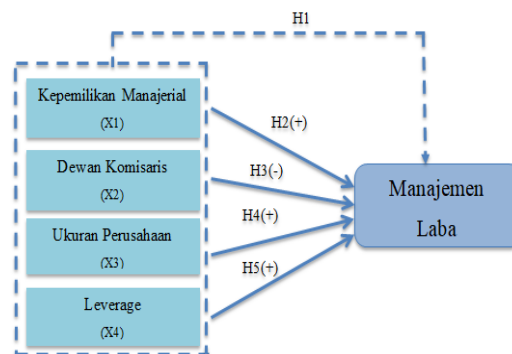 H1
Kepemilikan Manajerial
(X1)
H2(+)
Dewan Komisaris
(X2)
H3(-)
Manajemen
Laba
H4(+)
Ukuran Perusahaan
(X3)
H5(+)
Leverage
(X4)